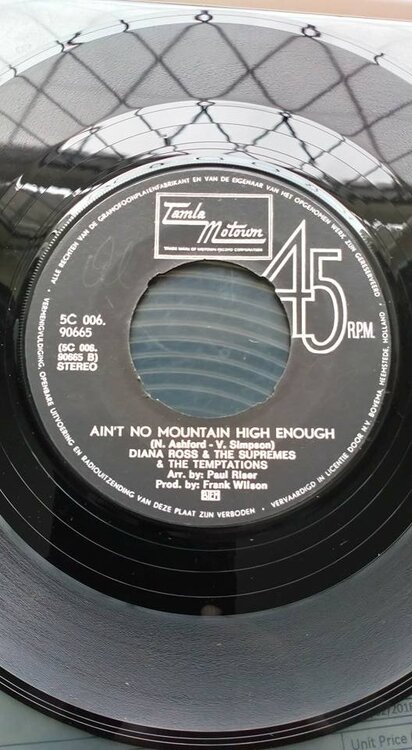 ALLE RECHTEN VAN DE GRAMOFOONPLATENFABRIKANT EN VAN DE EIGENAAR VAN HET OPGENOMEN WERK ZIJN GERESERVEERD
Tamla
Motown
TRADE MARK OF MOTOWN RECORD CORPORATION
45
R.P.M.
5C 006.
90665
(5C 006.
90665 B)
STEREO
AIN'T NO MOUNTAIN HIGH ENOUGH
(N. Ashford - V. Simpson)
DIANA ROSS & THE SUPREMES
& THE TEMPTATIONS
Arr. by: Paul Riser
Prod. by: Frank Wilson
VERMENIGVULDIGING, OPENBARE UITVOERING EN RADIOUITZENDING VAN DEZE PLAAT ZIJN VERBODEN
VERVAARDIGD IN LICENTIE DOOR N.V. BOVEMA, HEEMSTEDE, HOLLAND
Unit Price